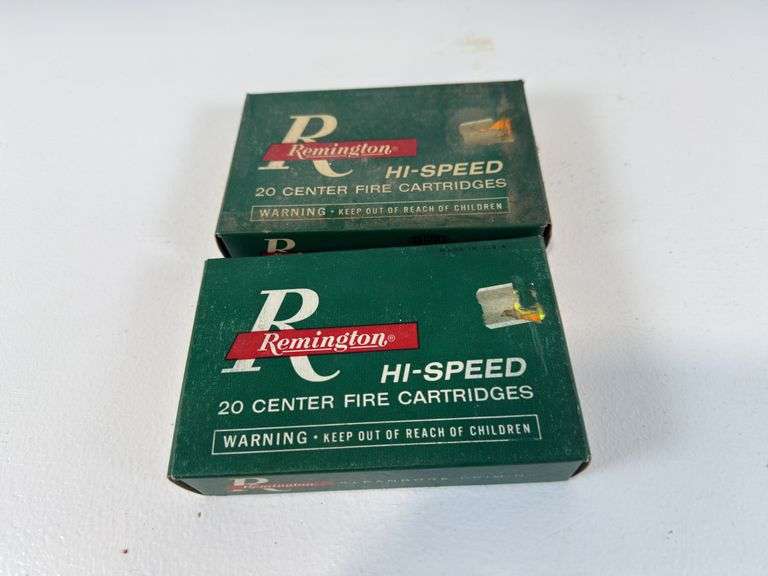 R
Remington®
HI-SPEED
20 CENTER FIRE CARTRIDGES
WARNING • KEEP OUT OF REACH OF CHILDREN
R
R
Remington®
HI-SPEED
20 CENTER FIRE CARTRIDGES
WARNING • KEEP OUT OF REACH OF CHILDREN
R
Remington